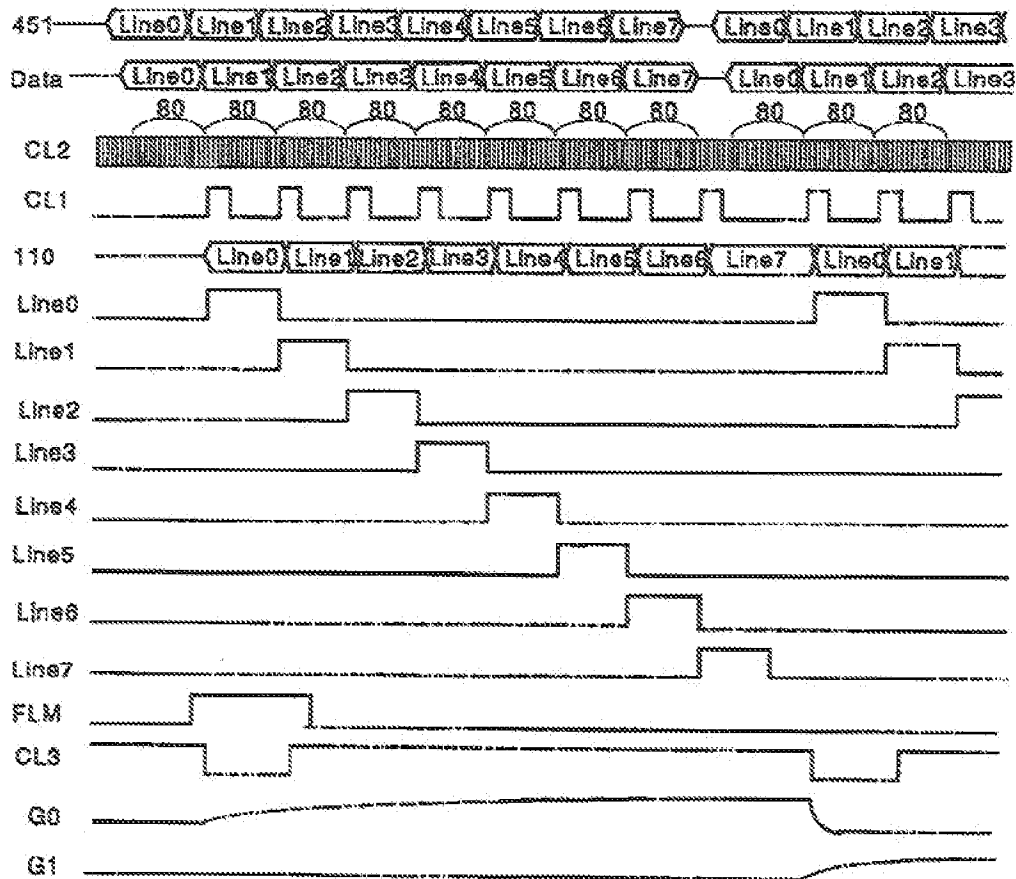 451 Line0 Line1 Line2 Line3 Line4 Line5 Line6 Line7 Line0 Line1 Line2 Line3
Data Line0 Line1 Line2 Line3 Line4 Line5 Line6 Line7 Line0 Line1 Line2 Line3
80 80 80 80 80 80 80 80 80 80 80
CL2
CL1
110 Line0 Line1 Line2 Line3 Line4 Line5 Line6 Line7 Line0 Line1
Line0
Line1
Line2
Line3
Line4
Line5
Line6
Line7
FLM
CL3
G0
G1